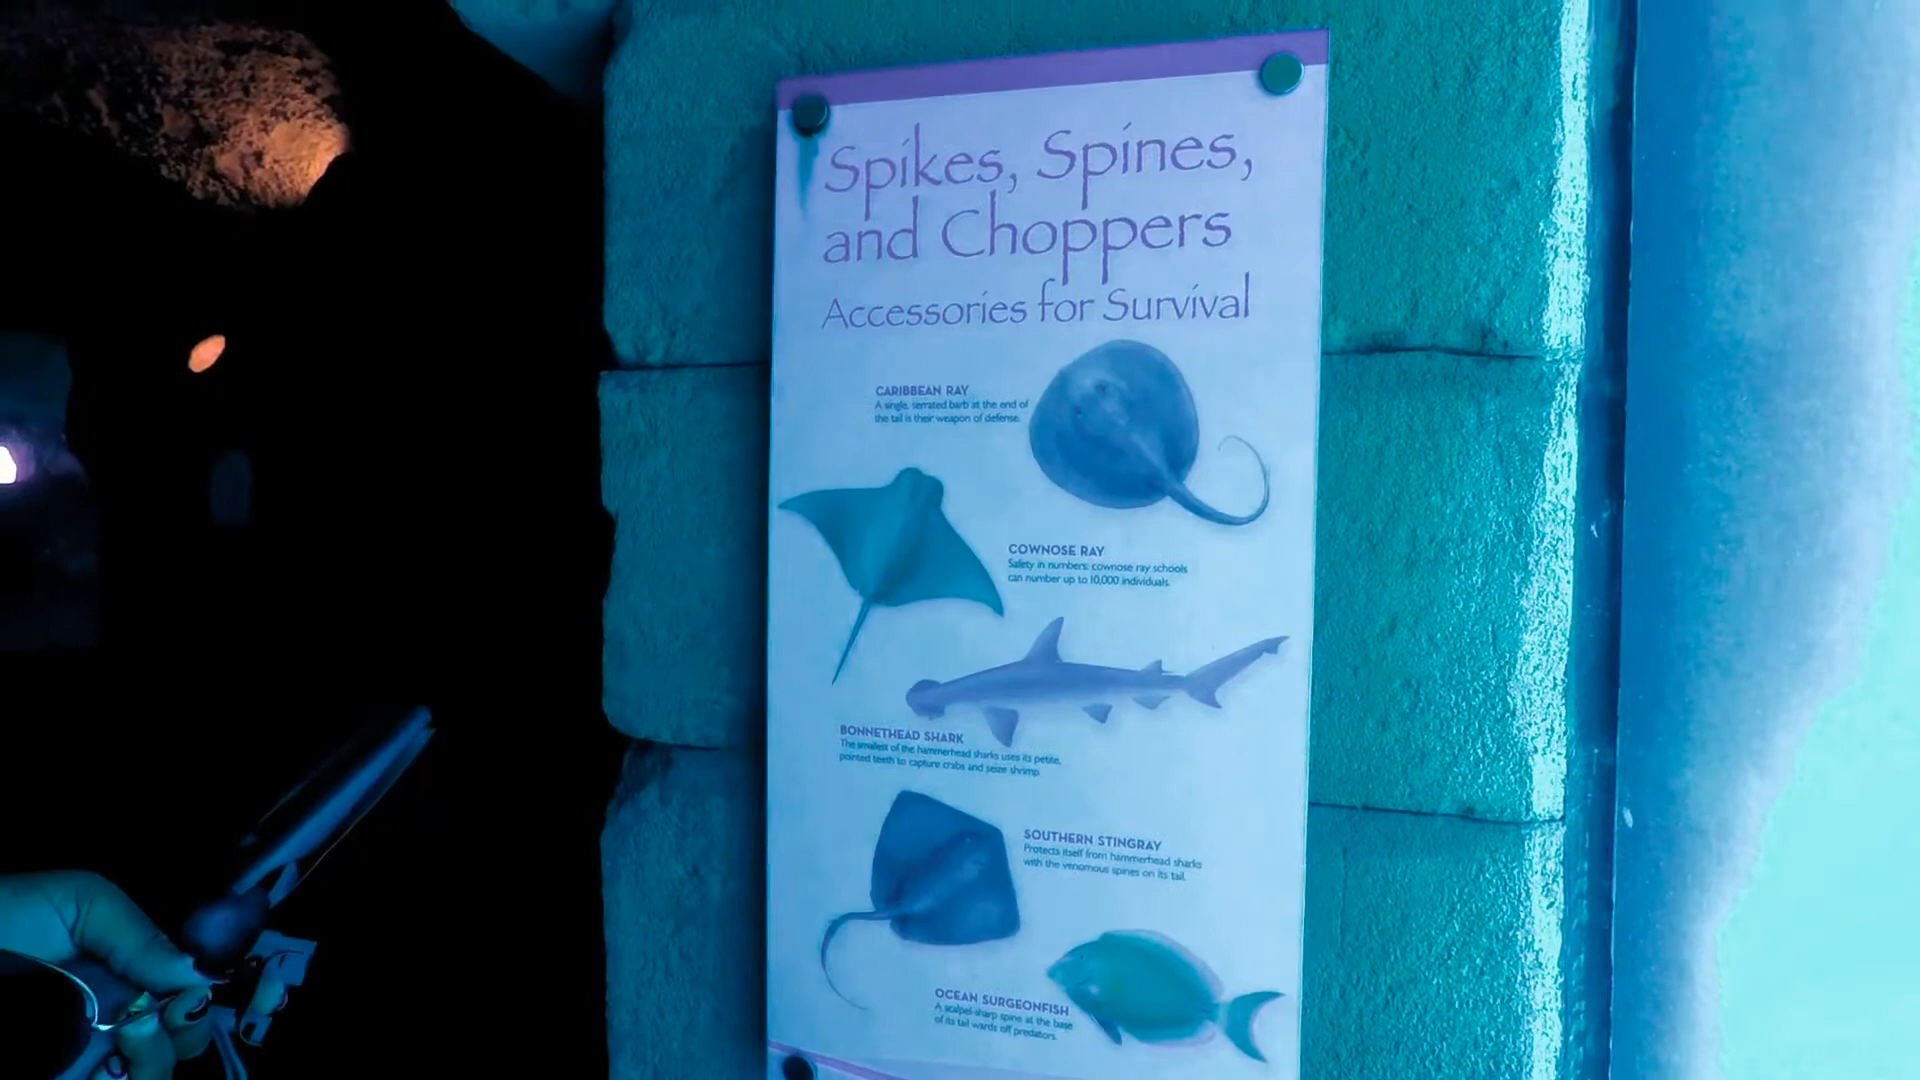 Spikes, Spines,
and Choppers
Accessories for Survival
CARIBBEAN RAY
A single, serrated barb at the end of
the tail is their weapon of defense.
COWNOSE RAY
Safety in numbers: cownose ray schools
can number up to 10,000 individuals.
BONNETHEAD SHARK
The smallest of the hammerhead sharks uses its petite,
pointed teeth to capture crabs and seize shrimp.
SOUTHERN STINGRAY
Protects itself from hammerhead sharks
with the venomous spines on its tail.
OCEAN SURGEONFISH
A scalpel-sharp spine at the base
of its tail wards off predators.